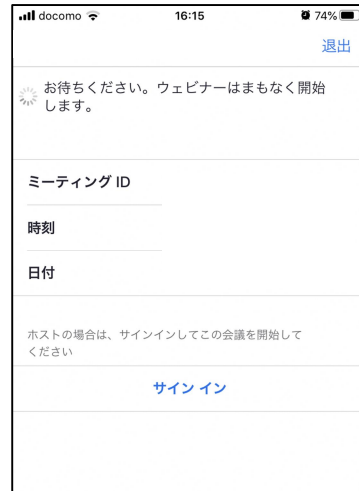 docomo 16:15 74%
退出
お待ちください。ウェビナーはまもなく開始
します。
ミーティング ID
時刻
日付
ホストの場合は、サインインしてこの会議を開始して
ください
サイン イン